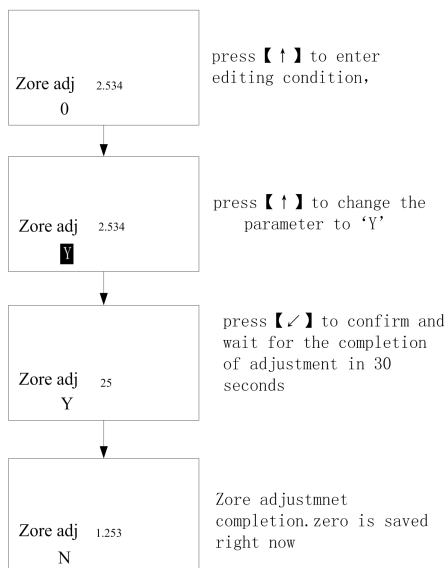 press【↑】to enter
editing condition,
Zore adj 2.534
0
press【↑】to change the
parameter to ‘Y’
Zore adj 2.534
Y
press【↙】to confirm and
wait for the completion
of adjustment in 30
seconds
Zore adj 25
Y
Zore adjustmnet
completion.zero is saved
right now
Zore adj 1.253
N